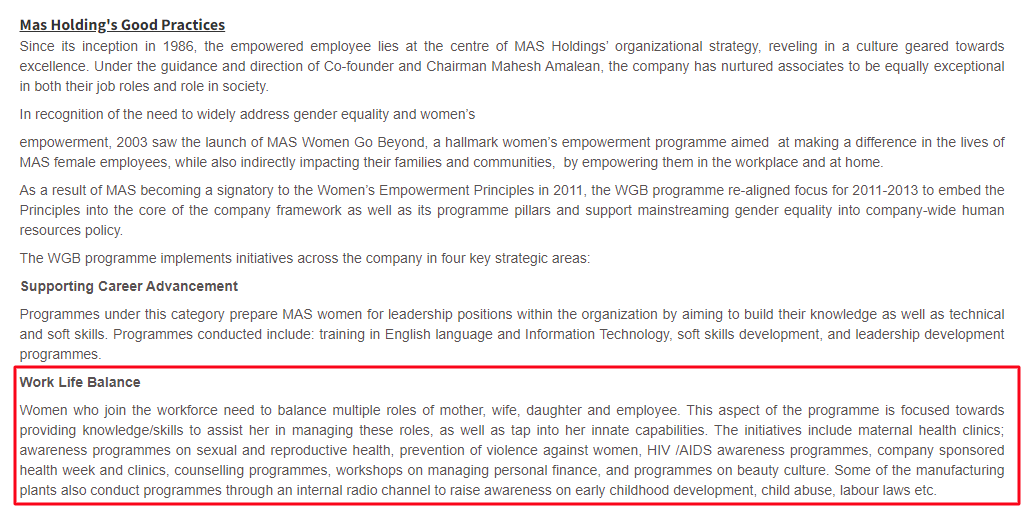 Mas Holding's Good Practices
Since its inception in 1986, the empowered employee lies at the centre of MAS Holdings’ organizational strategy, reveling in a culture geared towards
excellence. Under the guidance and direction of Co-founder and Chairman Mahesh Amalean, the company has nurtured associates to be equally exceptional
in both their job roles and role in society.
In recognition of the need to widely address gender equality and women’s
empowerment, 2003 saw the launch of MAS Women Go Beyond, a hallmark women’s empowerment programme aimed  at making a difference in the lives of
MAS female employees, while also indirectly impacting their families and communities,  by empowering them in the workplace and at home.
As a result of MAS becoming a signatory to the Women’s Empowerment Principles in 2011, the WGB programme re-aligned focus for 2011-2013 to embed the
Principles into the core of the company framework as well as its programme pillars and support mainstreaming gender equality into company-wide human
resources policy.
The WGB programme implements initiatives across the company in four key strategic areas:
Supporting Career Advancement
Programmes under this category prepare MAS women for leadership positions within the organization by aiming to build their knowledge as well as technical
and soft skills. Programmes conducted include: training in English language and Information Technology, soft skills development, and leadership development
programmes.
Work Life Balance
Women who join the workforce need to balance multiple roles of mother, wife, daughter and employee. This aspect of the programme is focused towards
providing knowledge/skills to assist her in managing these roles, as well as tap into her innate capabilities. The initiatives include maternal health clinics;
awareness programmes on sexual and reproductive health, prevention of violence against women, HIV /AIDS awareness programmes, company sponsored
health week and clinics, counselling programmes, workshops on managing personal finance, and programmes on beauty culture. Some of the manufacturing
plants also conduct programmes through an internal radio channel to raise awareness on early childhood development, child abuse, labour laws etc.